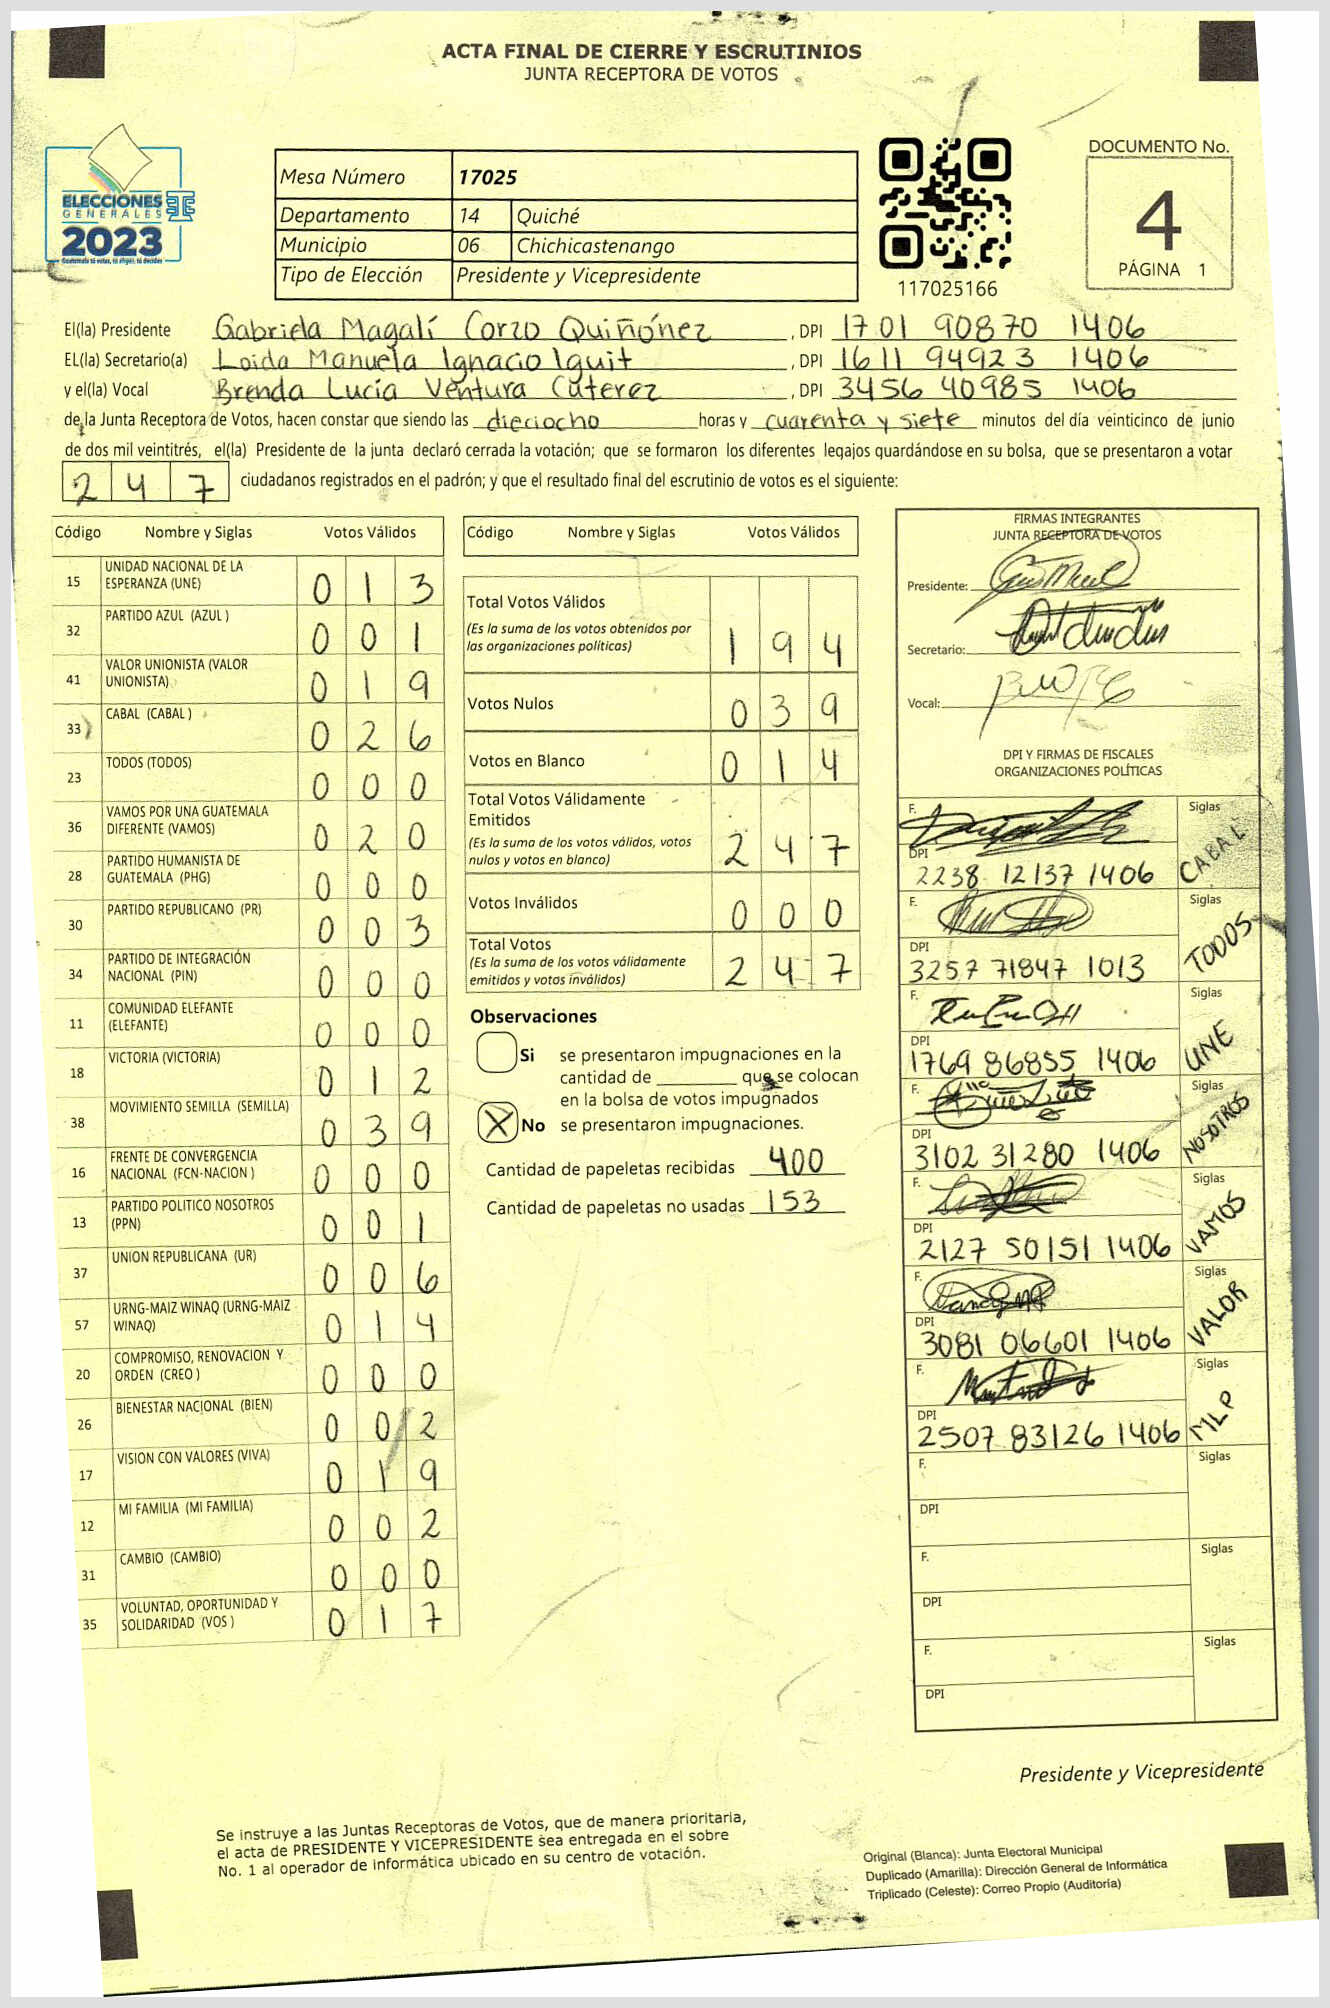 ACTA FINAL DE CIERRE Y ESCRUTINIOS
JUNTA RECEPTORA DE VOTOS
ELECCIONES
GENERALES
2023
Guatemala tú votas, tú eliges, tú decides
Mesa Número 17025
Departamento 14 Quiché
Municipio 06 Chichicastenango
Tipo de Elección Presidente y Vicepresidente
117025166
DOCUMENTO No.
4
PÁGINA 1
El(la) Presidente Gabriela Magalí Corzo Quiñónez , DPI 1701 90870 1406
EL(la) Secretario(a) Loida Manuela Ignacio Iguit , DPI 1611 94923 1406
y el(la) Vocal Brenda Lucía Ventura Cuterez , DPI 3456 40985 1406
de la Junta Receptora de Votos, hacen constar que siendo las dieciocho horas y cuarenta y siete minutos del día veinticinco de junio
de dos mil veintitrés, el(la) Presidente de la junta declaró cerrada la votación; que se formaron los diferentes legajos guardándose en su bolsa, que se presentaron a votar
247 ciudadanos registrados en el padrón; y que el resultado final del escrutinio de votos es el siguiente:
Código Nombre y Siglas Votos Válidos
15 UNIDAD NACIONAL DE LA ESPERANZA (UNE) 0 1 3
32 PARTIDO AZUL (AZUL ) 0 0 1
41 VALOR UNIONISTA (VALOR UNIONISTA) 0 1 9
33 CABAL (CABAL ) 0 2 6
23 TODOS (TODOS) 0 0 0
36 VAMOS POR UNA GUATEMALA DIFERENTE (VAMOS) 0 2 0
28 PARTIDO HUMANISTA DE GUATEMALA (PHG) 0 0 0
30 PARTIDO REPUBLICANO (PR) 0 0 3
34 PARTIDO DE INTEGRACIÓN NACIONAL (PIN) 0 0 0
11 COMUNIDAD ELEFANTE (ELEFANTE) 0 0 0
18 VICTORIA (VICTORIA) 0 1 2
38 MOVIMIENTO SEMILLA (SEMILLA) 0 3 9
16 FRENTE DE CONVERGENCIA NACIONAL (FCN-NACION ) 0 0 0
13 PARTIDO POLITICO NOSOTROS (PPN) 0 0 1
37 UNION REPUBLICANA (UR) 0 0 6
57 URNG-MAIZ WINAQ (URNG-MAIZ WINAQ) 0 1 4
20 COMPROMISO, RENOVACION Y ORDEN (CREO ) 0 0 0
26 BIENESTAR NACIONAL (BIEN) 0 0 2
17 VISION CON VALORES (VIVA) 0 1 9
12 MI FAMILIA (MI FAMILIA) 0 0 2
31 CAMBIO (CAMBIO) 0 0 0
35 VOLUNTAD, OPORTUNIDAD Y SOLIDARIDAD (VOS ) 0 1 7
Código Nombre y Siglas Votos Válidos
Total Votos Válidos 1 9 4
(Es la suma de los votos obtenidos por
las organizaciones políticas)
Votos Nulos 0 3 9
Votos en Blanco 0 1 4
Total Votos Válidamente
Emitidos
(Es la suma de los votos válidos, votos
nulos y votos en blanco) 2 4 7
Votos Inválidos 0 0 0
Total Votos
(Es la suma de los votos válidamente
emitidos y votos inválidos) 2 4 7
Observaciones
Si se presentaron impugnaciones en la
cantidad de ________ que se colocan
en la bolsa de votos impugnados
X No se presentaron impugnaciones.
Cantidad de papeletas recibidas 400
Cantidad de papeletas no usadas 153
FIRMAS INTEGRANTES
JUNTA RECEPTORA DE VOTOS
Presidente:
Secretario:
Vocal:
DPI Y FIRMAS DE FISCALES
ORGANIZACIONES POLÍTICAS
F. Siglas
DPI 2238 12137 1406 CABAL
F. Siglas
DPI 3257 71847 1013 TODOS
F. Siglas
DPI 1769 86855 1406 UNE
F. Siglas
DPI 3102 31280 1406 NOSOTROS
F. Siglas
DPI 2127 50151 1406 VAMOS
F. Siglas
DPI 3081 06601 1406 VALOR
F. Siglas
DPI 2507 83126 1406 MLP
F. Siglas
DPI
F. Siglas
DPI
F. Siglas
DPI
Presidente y Vicepresidente
Se instruye a las Juntas Receptoras de Votos, que de manera prioritaria,
el acta de PRESIDENTE Y VICEPRESIDENTE sea entregada en el sobre
No. 1 al operador de informática ubicado en su centro de votación.
Original (Blanca): Junta Electoral Municipal
Duplicado (Amarilla): Dirección General de Informática
Triplicado (Celeste): Correo Propio (Auditoría)